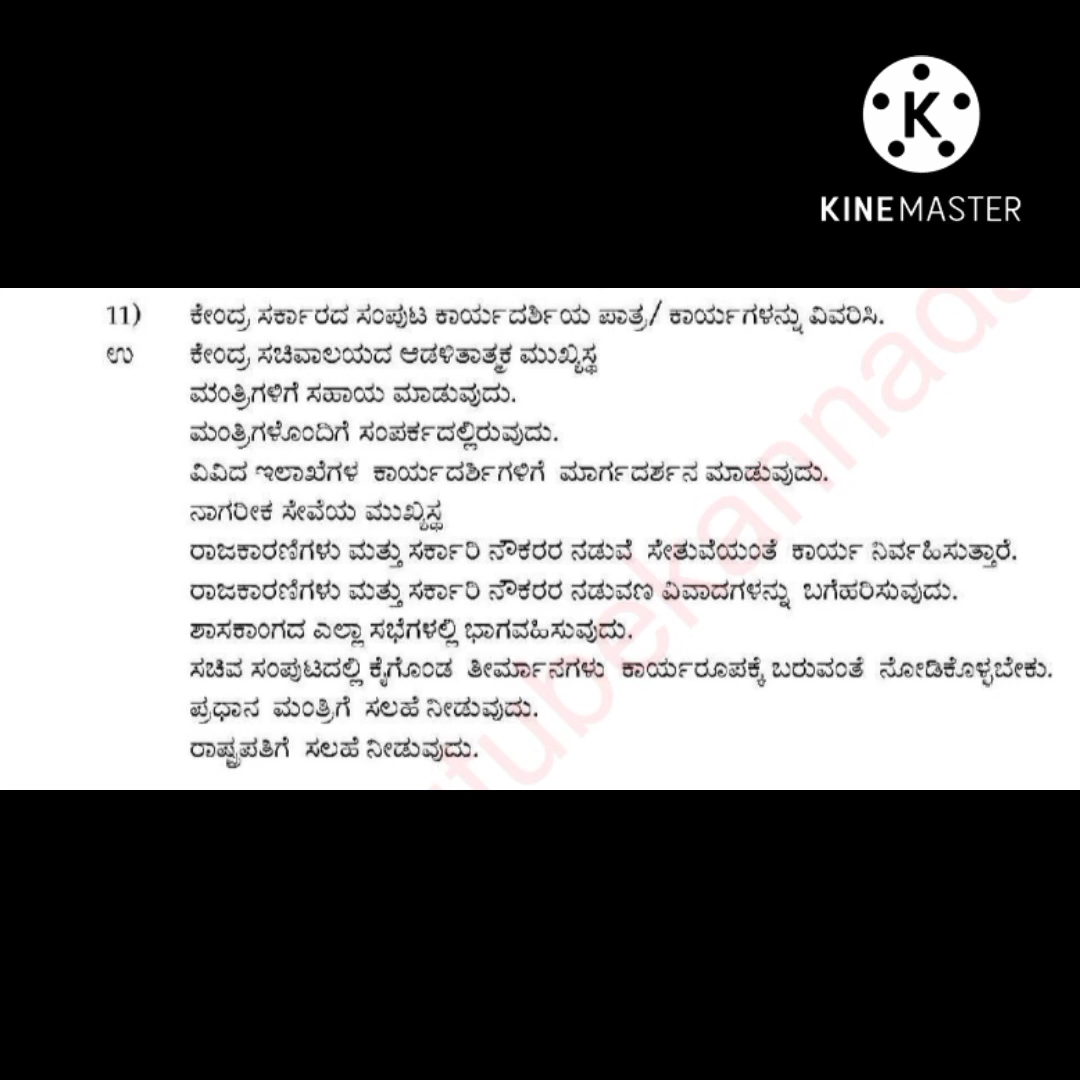 K
KINEMASTER
11) ಕೇಂದ್ರ ಸರ್ಕಾರದ ಸಂಪುಟ ಕಾರ್ಯದರ್ಶಿಯ ಪಾತ್ರ/ ಕಾರ್ಯಗಳನ್ನು ವಿವರಿಸಿ.
ಉ ಕೇಂದ್ರ ಸಚಿವಾಲಯದ ಆಡಳಿತಾತ್ಮಕ ಮುಖ್ಯಸ್ಥ
ಮಂತ್ರಿಗಳಿಗೆ ಸಹಾಯ ಮಾಡುವುದು.
ಮಂತ್ರಿಗಳೊಂದಿಗೆ ಸಂಪರ್ಕದಲ್ಲಿರುವುದು.
ವಿವಿದ ಇಲಾಖೆಗಳ ಕಾರ್ಯದರ್ಶಿಗಳಿಗೆ ಮಾರ್ಗದರ್ಶನ ಮಾಡುವುದು.
ನಾಗರೀಕ ಸೇವೆಯ ಮುಖ್ಯಸ್ಥ
ರಾಜಕಾರಣಿಗಳು ಮತ್ತು ಸರ್ಕಾರಿ ನೌಕರರ ನಡುವೆ ಸೇತುವೆಯಂತೆ ಕಾರ್ಯ ನಿರ್ವಹಿಸುತ್ತಾರೆ.
ರಾಜಕಾರಣಿಗಳು ಮತ್ತು ಸರ್ಕಾರಿ ನೌಕರರ ನಡುವಣ ವಿವಾದಗಳನ್ನು ಬಗೆಹರಿಸುವುದು.
ಶಾಸಕಾಂಗದ ಎಲ್ಲಾ ಸಭೆಗಳಲ್ಲಿ ಭಾಗವಹಿಸುವುದು.
ಸಚಿವ ಸಂಪುಟದಲ್ಲಿ ಕೈಗೊಂಡ ತೀರ್ಮಾನಗಳು ಕಾರ್ಯರೂಪಕ್ಕೆ ಬರುವಂತೆ ನೋಡಿಕೊಳ್ಳಬೇಕು.
ಪ್ರಧಾನ ಮಂತ್ರಿಗೆ ಸಲಹೆ ನೀಡುವುದು.
ರಾಷ್ಟ್ರಪತಿಗೆ ಸಲಹೆ ನೀಡುವುದು.